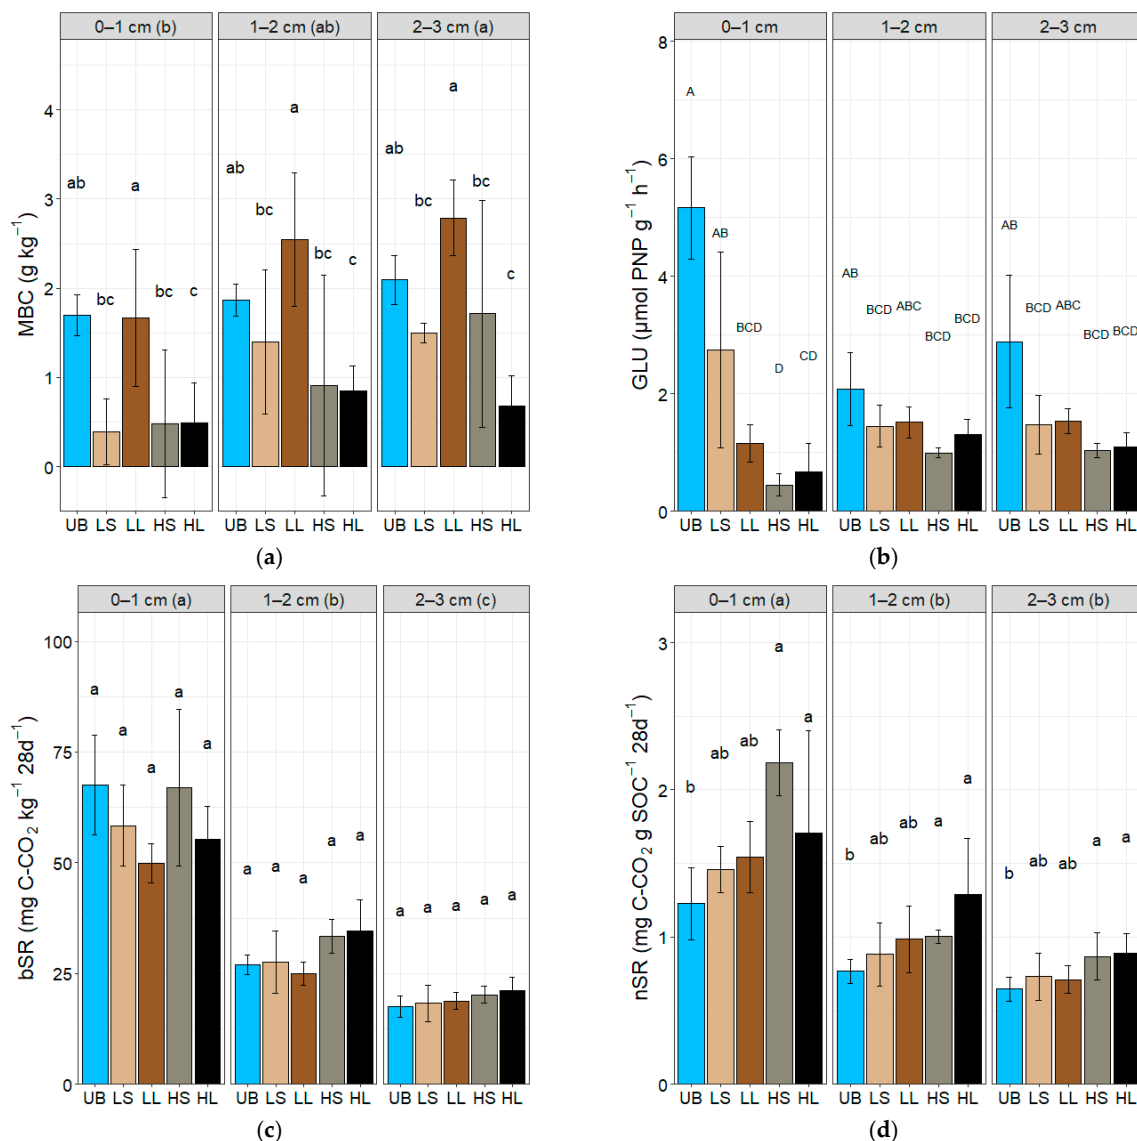 0–1 cm (b) 1–2 cm (ab) 2–3 cm (a)
MBC (g kg⁻¹)
4
3
2
1
0
ab bc a bc c
ab bc a bc c
ab bc a bc c
UB LS LL HS HL UB LS LL HS HL UB LS LL HS HL
(a)
0–1 cm 1–2 cm 2–3 cm
GLU (μmol PNP g⁻¹ h⁻¹)
8
6
4
2
0
A AB BCD D CD
AB BCD ABC BCD BCD
AB BCD ABC BCD BCD
UB LS LL HS HL UB LS LL HS HL UB LS LL HS HL
(b)
0–1 cm (a) 1–2 cm (b) 2–3 cm (c)
bSR (mg C-CO₂ kg⁻¹ 28d⁻¹)
100
75
50
25
0
a a a a a
a a a a a
a a a a a
UB LS LL HS HL UB LS LL HS HL UB LS LL HS HL
(c)
0–1 cm (a) 1–2 cm (b) 2–3 cm (b)
nSR (mg C-CO₂ g SOC⁻¹ 28d⁻¹)
3
2
1
0
b ab ab a a
b ab ab a a
b ab ab a a
UB LS LL HS HL UB LS LL HS HL UB LS LL HS HL
(d)